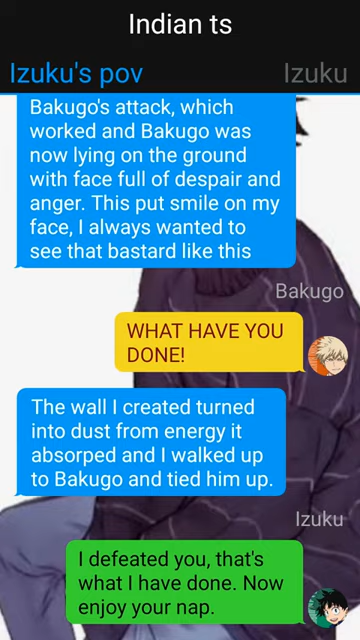 Indian ts
Izuku's pov
Izuku
Bakugo's attack, which
worked and Bakugo was
now lying on the ground
with face full of despair and
anger. This put smile on my
face, I always wanted to
see that bastard like this
Bakugo
WHAT HAVE YOU
DONE!
The wall I created turned
into dust from energy it
absorped and I walked up
to Bakugo and tied him up.
Izuku
I defeated you, that's
what I have done. Now
enjoy your nap.